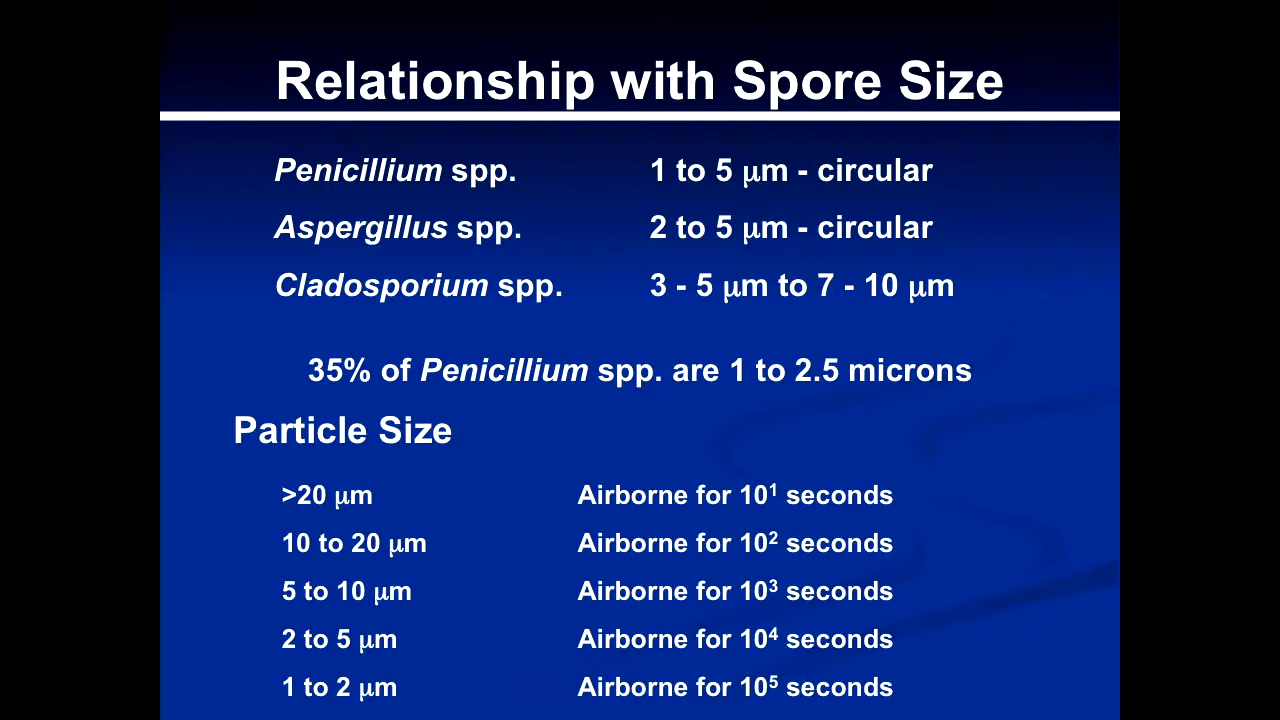 Relationship with Spore Size
Penicillium spp. 1 to 5 μm - circular
Aspergillus spp. 2 to 5 μm - circular
Cladosporium spp. 3 - 5 μm to 7 - 10 μm
35% of Penicillium spp. are 1 to 2.5 microns
Particle Size
>20 μm Airborne for 10¹ seconds
10 to 20 μm Airborne for 10² seconds
5 to 10 μm Airborne for 10³ seconds
2 to 5 μm Airborne for 10⁴ seconds
1 to 2 μm Airborne for 10⁵ seconds